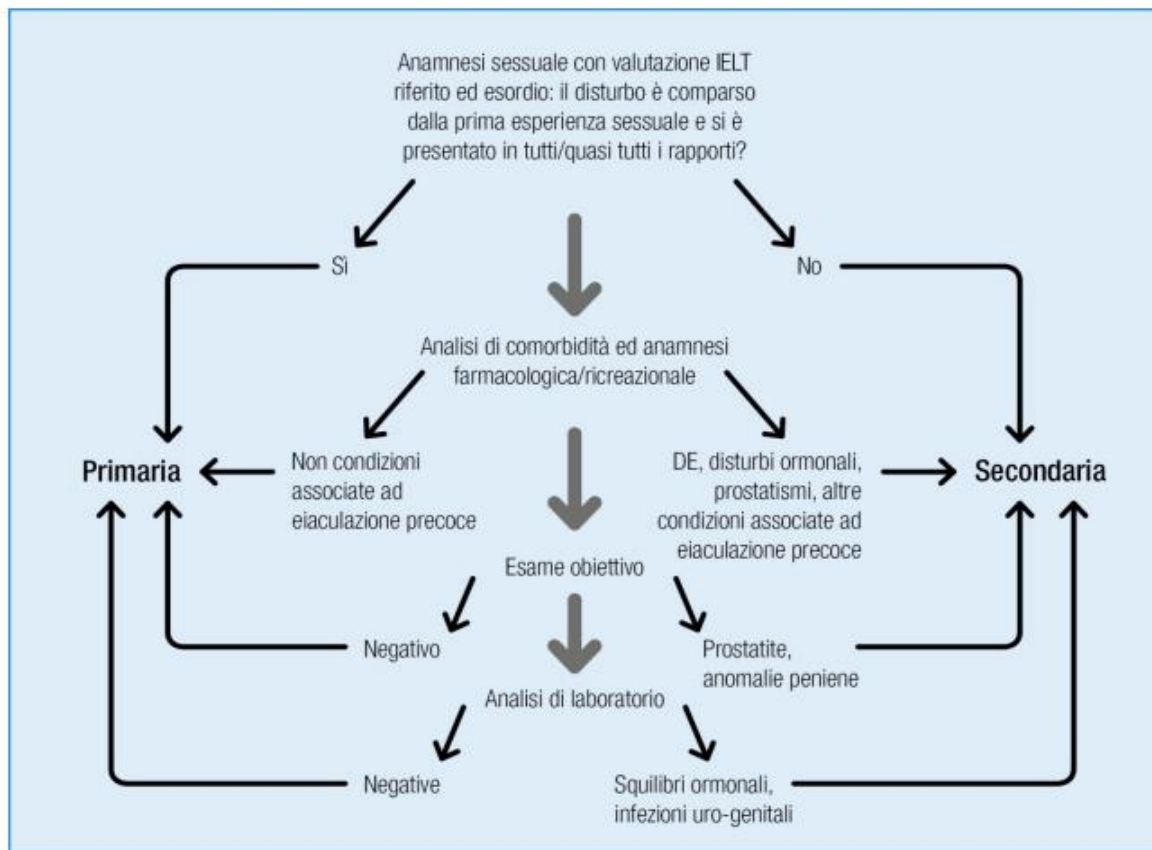 Anamnesi sessuale con valutazione IELT
riferito ed esordio: il disturbo è comparso
dalla prima esperienza sessuale e si è
presentato in tutti/quasi tutti i rapporti?
Sì
No
Analisi di comorbidità ed anamnesi
farmacologica/ricreazionale
Primaria
Non condizioni
associate ad
eiaculazione precoce
DE, disturbi ormonali,
prostatismi, altre
condizioni associate ad
eiaculazione precoce
Secondaria
Esame obiettivo
Negativo
Prostatite,
anomalie peniene
Analisi di laboratorio
Negative
Squilibri ormonali,
infezioni uro-genitali